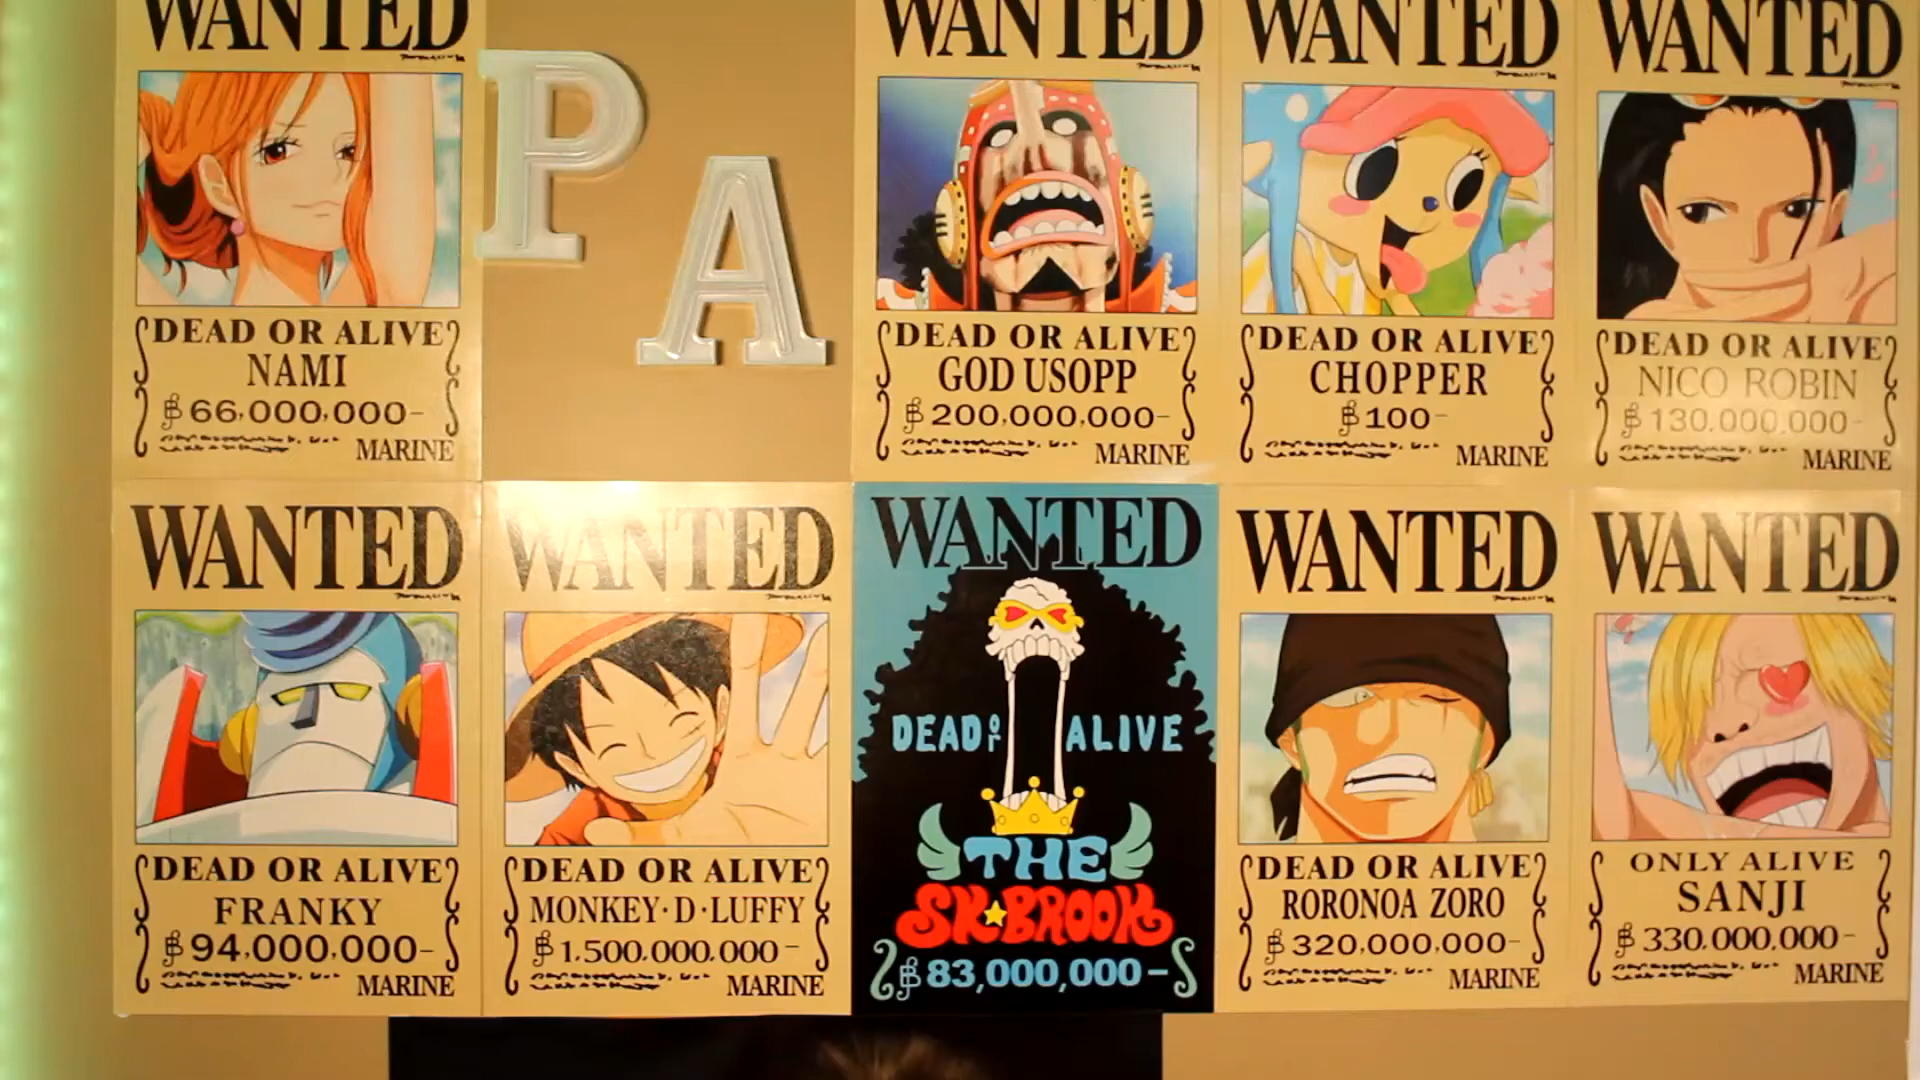 WANTED
DEAD OR ALIVE
NAMI
66,000,000-
MARINE
P
A
WANTED
DEAD OR ALIVE
GOD USOPP
200,000,000-
MARINE
WANTED
DEAD OR ALIVE
CHOPPER
100-
MARINE
WANTED
DEAD OR ALIVE
NICO ROBIN
130,000,000-
MARINE
WANTED
DEAD OR ALIVE
FRANKY
94,000,000-
MARINE
WANTED
DEAD OR ALIVE
MONKEY·D·LUFFY
1,500,000,000-
MARINE
WANTED
DEAD or ALIVE
THE
SK★BROOK
83,000,000-
WANTED
DEAD OR ALIVE
RORONOA ZORO
320,000,000-
MARINE
WANTED
ONLY ALIVE
SANJI
330,000,000-
MARINE